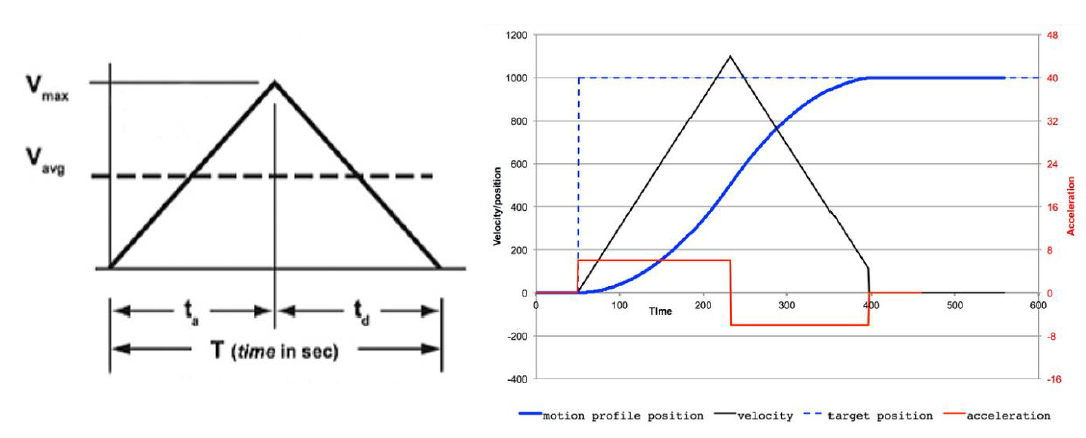 Vmax
Vavg
ta
td
T (time in sec)
1200
1000
800
600
400
200
0
-200
-400
Velocity/position
0
100
200
300
400
500
600
Time
48
40
32
24
16
8
0
-8
-16
Acceleration
motion profile position
velocity
target position
acceleration